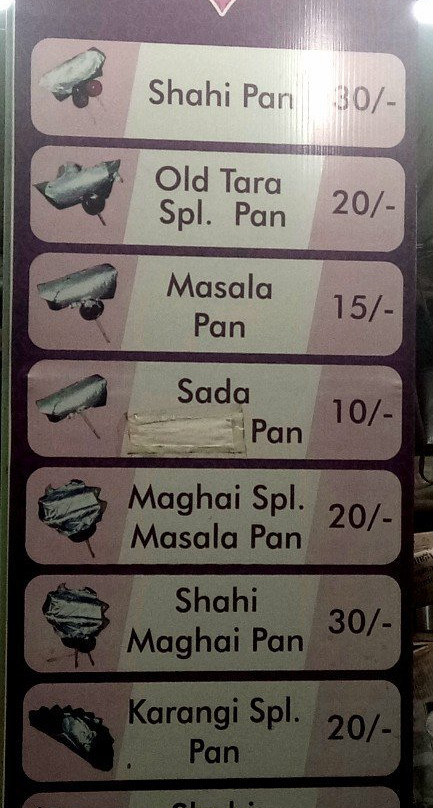 Shahi Pan 30/-
Old Tara
Spl. Pan 20/-
Masala
Pan 15/-
Sada
Pan 10/-
Maghai Spl.
Masala Pan 20/-
Shahi
Maghai Pan 30/-
Karangi Spl.
Pan 20/-
Shahi